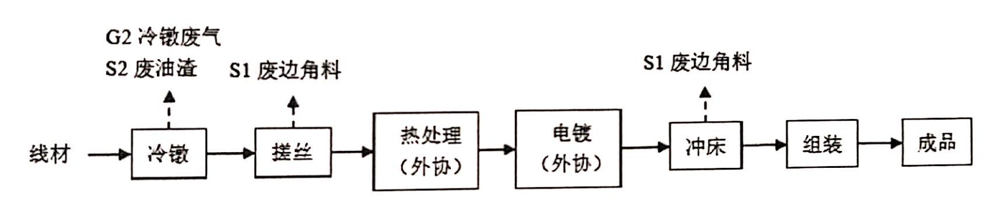 G2 冷镦废气
S2 废油渣
S1 废边角料
S1 废边角料
线材
冷镦
搓丝
热处理
（外协）
电镀
（外协）
冲床
组装
成品